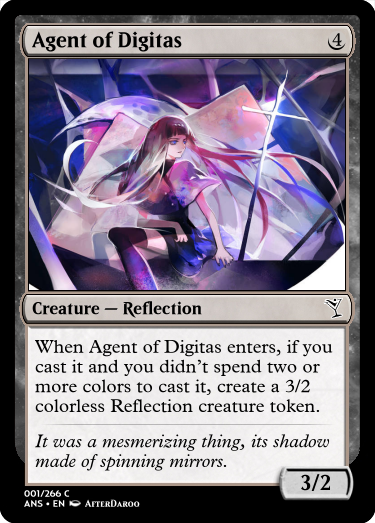 Agent of Digitas 4
Creature — Reflection
When Agent of Digitas enters, if you
cast it and you didn't spend two or
more colors to cast it, create a 3/2
colorless Reflection creature token.
It was a mesmerizing thing, its shadow
made of spinning mirrors.
3/2
001/266 C
ANS • EN AfterDaroo